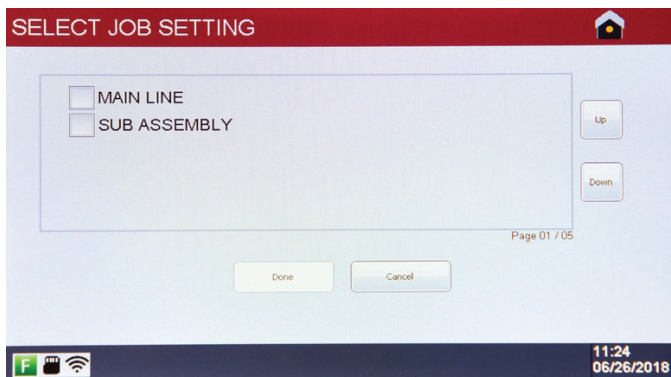 SELECT JOB SETTING
MAIN LINE
SUB ASSEMBLY
Up
Down
Page 01 / 05
Done
Cancel
F
11:24
06/26/2018